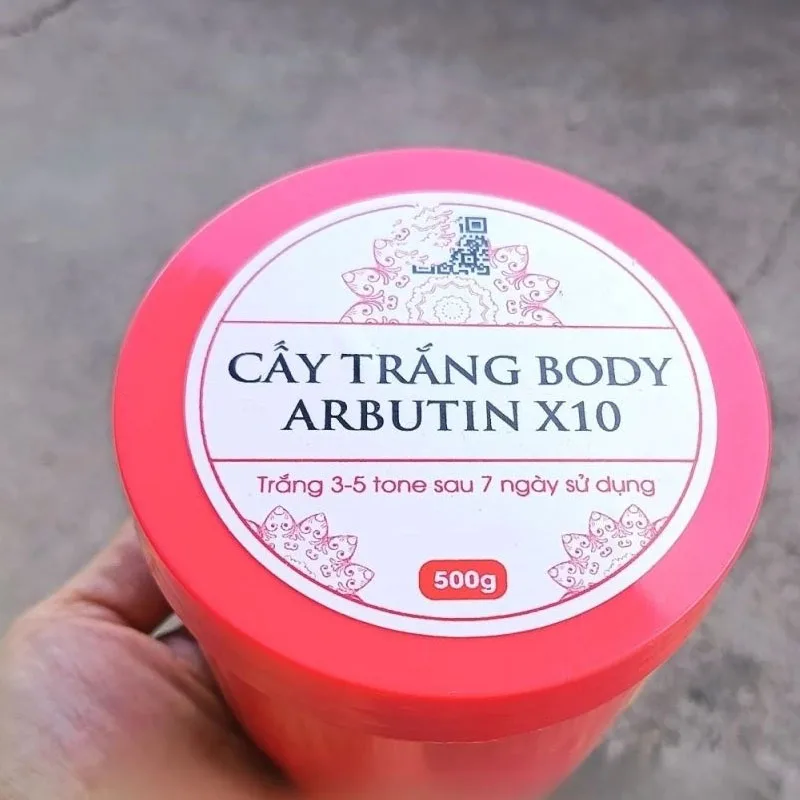 CẤY TRẮNG BODY
ARBUTIN X10
Trắng 3-5 tone sau 7 ngày sử dụng
500g